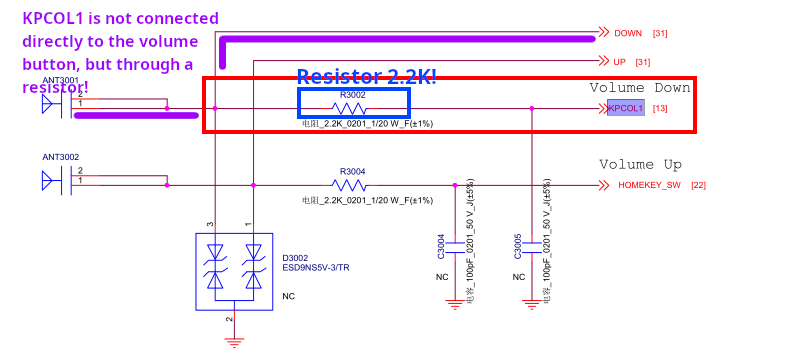 KPCOL1 is not connected
directly to the volume
button, but through a
resistor!
DOWN [31]
UP [31]
Resistor 2.2K!
Volume Down
ANT3001
2
1
R3002
KPCOL1 [13]
电阻_2.2K_0201_1/20 W_F(±1%)
Volume Up
ANT3002
2
1
R3004
HOMEKEY_SW [22]
电阻_2.2K_0201_1/20 W_F(±1%)
3
1
D3002
ESD9NS5V-3/TR
NC
2
C3004
NC
电容_100pF_0201_50 V_J(±5%)
C3005
NC
电容_100pF_0201_50 V_J(±5%)